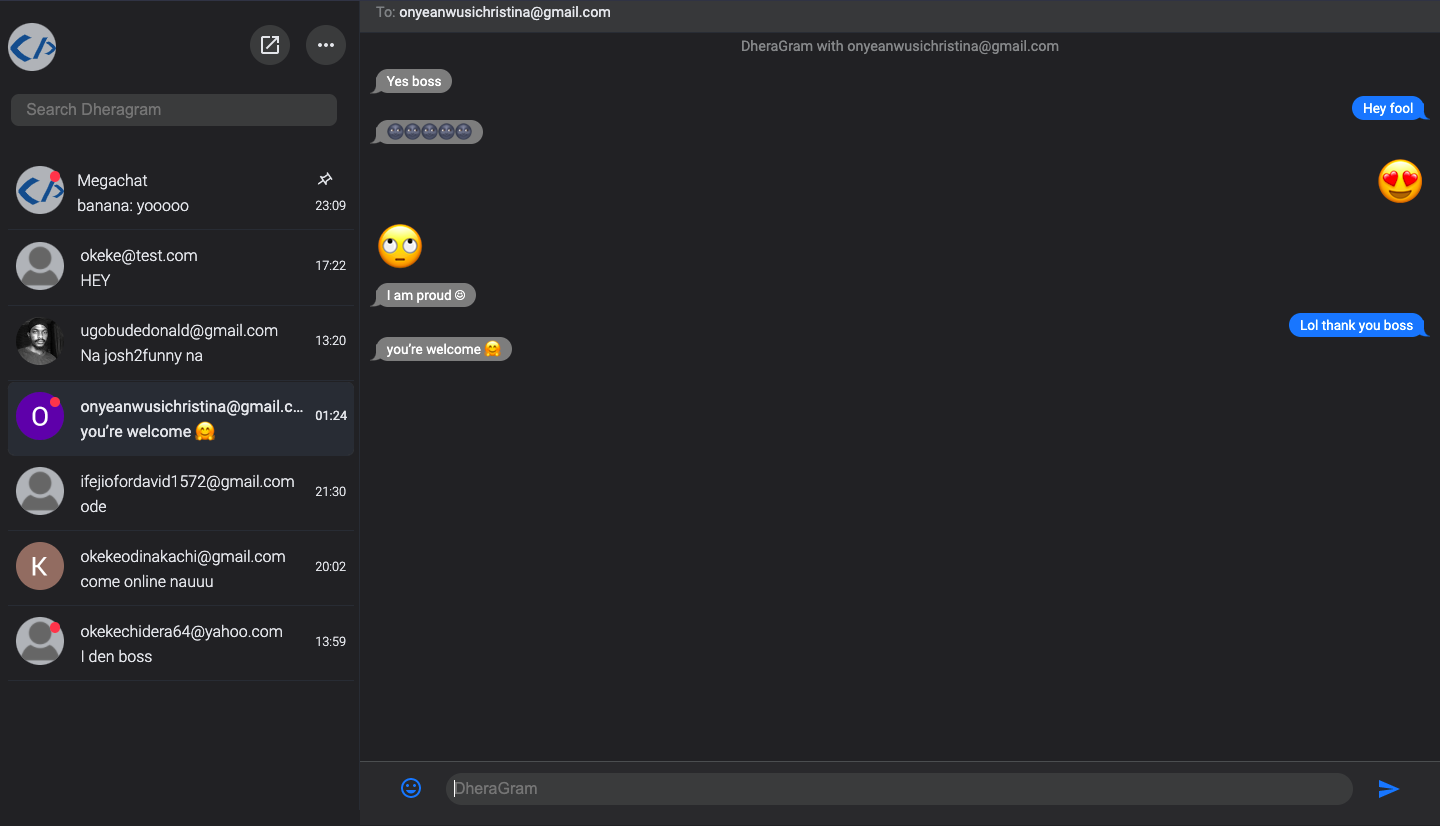 Search Dheragram
Megachat
banana: yooooo
23:09
okeke@test.com
HEY
17:22
ugobudedonald@gmail.com
Na josh2funny na
13:20
O
onyeanwusichristina@gmail.c...
you’re welcome 🤗
01:24
ifejiofordavid1572@gmail.com
ode
21:30
K
okekeodinakachi@gmail.com
come online nauuu
20:02
okekechidera64@yahoo.com
I den boss
13:59
To: onyeanwusichristina@gmail.com
DheraGram with onyeanwusichristina@gmail.com
Yes boss
Hey fool
🌚🌚🌚🌚🌚
😍
🙄
I am proud☺
Lol thank you boss
you’re welcome 🤗
DheraGram